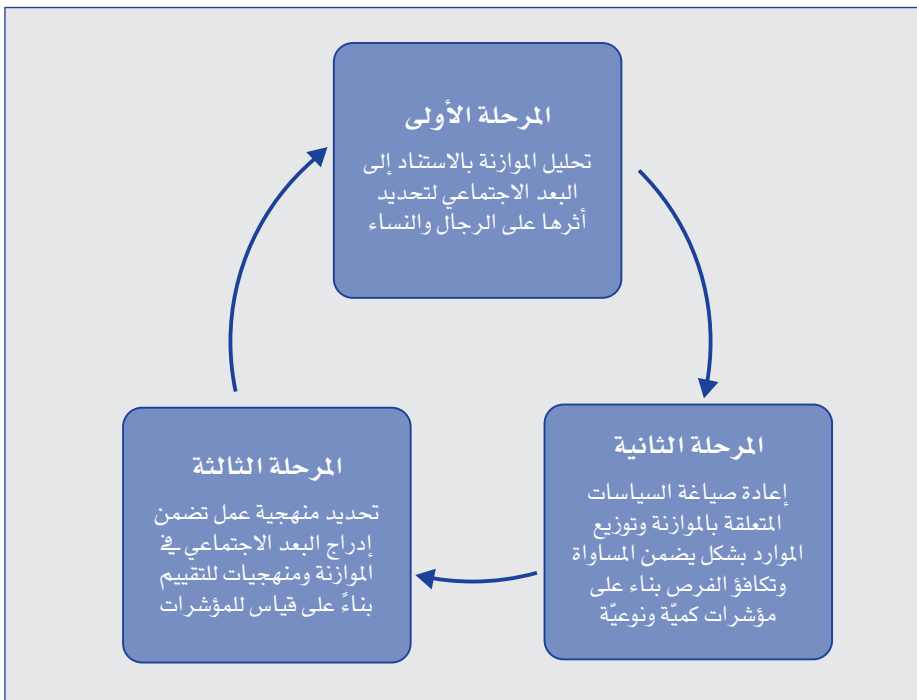 المرحلة الأولى
تحليل الموازنة بالاستناد إلى
البعد الاجتماعي لتحديد
أثرها على الرجال والنساء
المرحلة الثانية
إعادة صياغة السياسات
المتعلقة بالموازنة وتوزيع
الموارد بشكل يضمن المساواة
وتكافؤ الفرص بناء على
مؤشرات كميّة ونوعيّة
المرحلة الثالثة
تحديد منهجية عمل تضمن
إدراج البعد الاجتماعي في
الموازنة ومنهجيات للتقييم
بناءً على قياس للمؤشرات